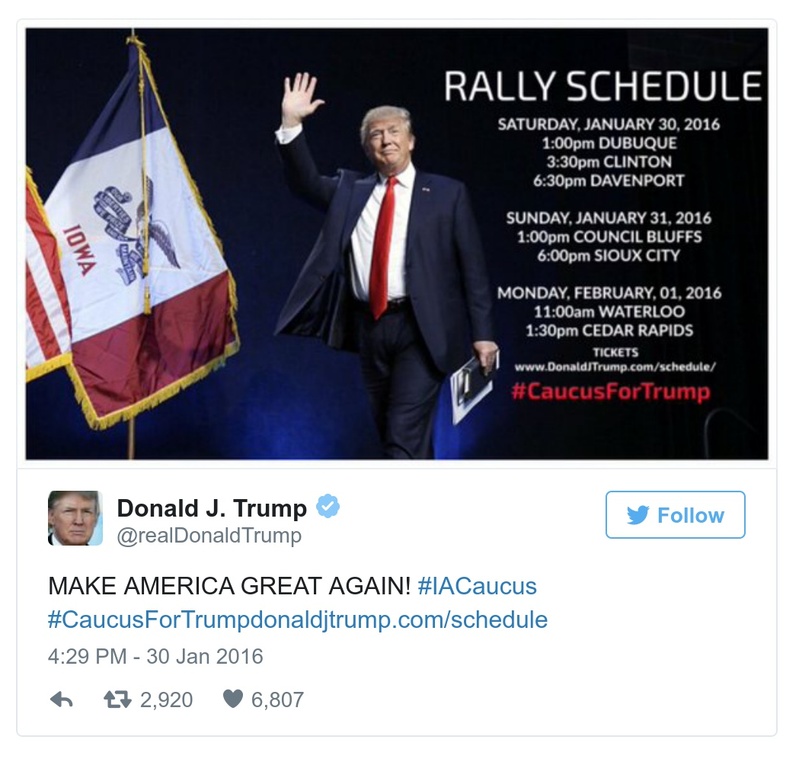 IOWA
RALLY SCHEDULE
SATURDAY, JANUARY 30, 2016
1:00pm DUBUQUE
3:30pm CLINTON
6:30pm DAVENPORT
SUNDAY, JANUARY 31, 2016
1:00pm COUNCIL BLUFFS
6:00pm SIOUX CITY
MONDAY, FEBRUARY, 01, 2016
11:00am WATERLOO
1:30pm CEDAR RAPIDS
TICKETS
www.DonaldJTrump.com/schedule/
#CaucusForTrump
Donald J. Trump
@realDonaldTrump
Follow
MAKE AMERICA GREAT AGAIN! #IACaucus
#CaucusForTrumpdonaldjtrump.com/schedule
4:29 PM - 30 Jan 2016
2,920 6,807